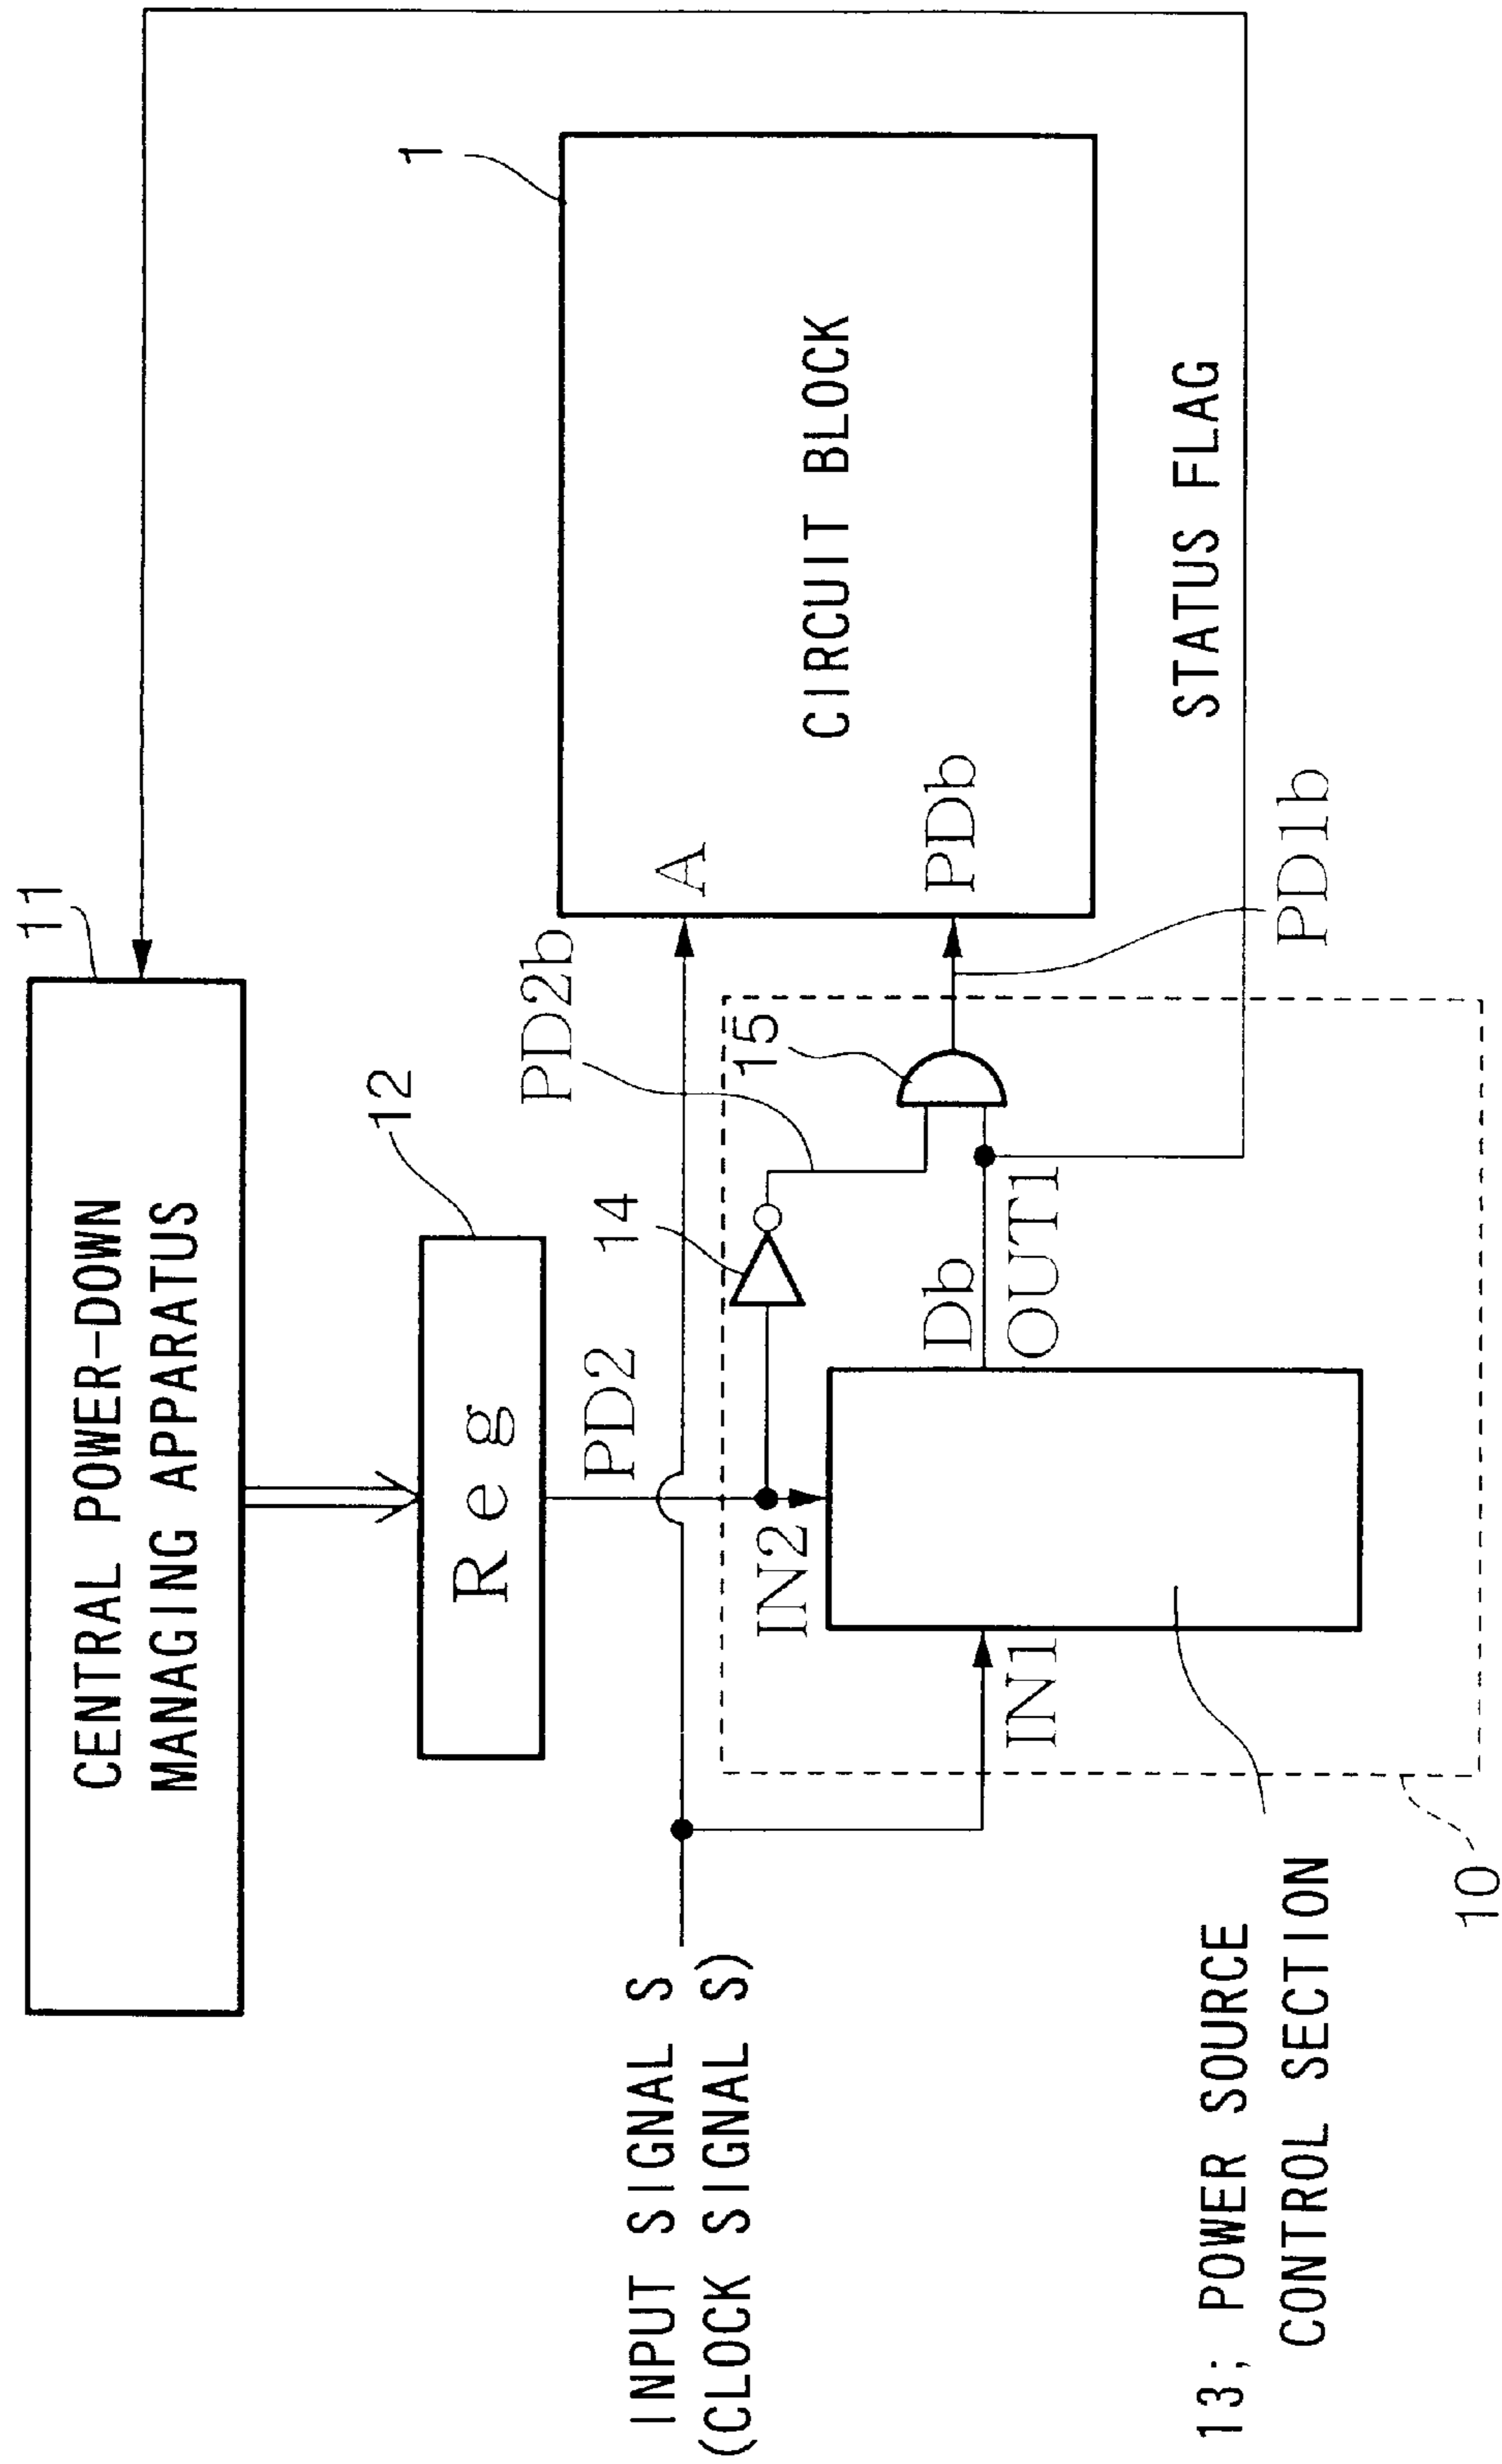 CENTRAL POWER-DOWN
MANAGING APPARATUS
11
12
Reg
1
CIRCUIT BLOCK
A
PDb
PD2
PD2b
INPUT SIGNAL S
(CLOCK SIGNAL S)
14
15
IN2
IN1
Db
OUT1
STATUS FLAG
PD1b
13; POWER SOURCE
CONTROL SECTION
10